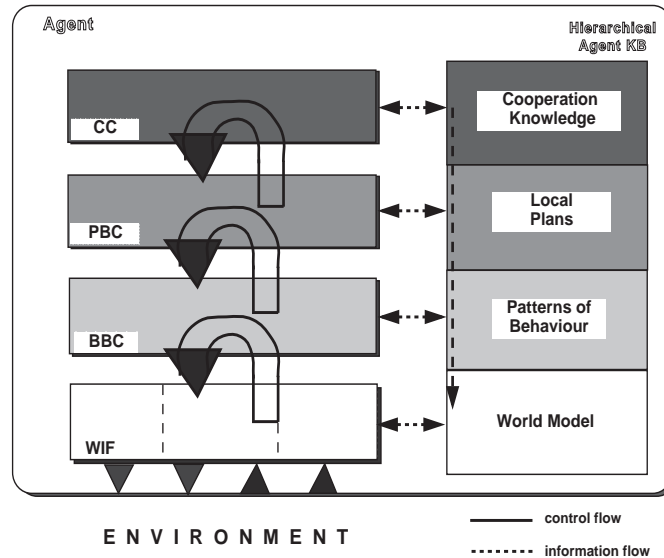 Agent
Hierarchical
Agent KB
CC
Cooperation
Knowledge
PBC
Local
Plans
BBC
Patterns of
Behaviour
WIF
World Model
ENVIRONMENT
control flow
information flow